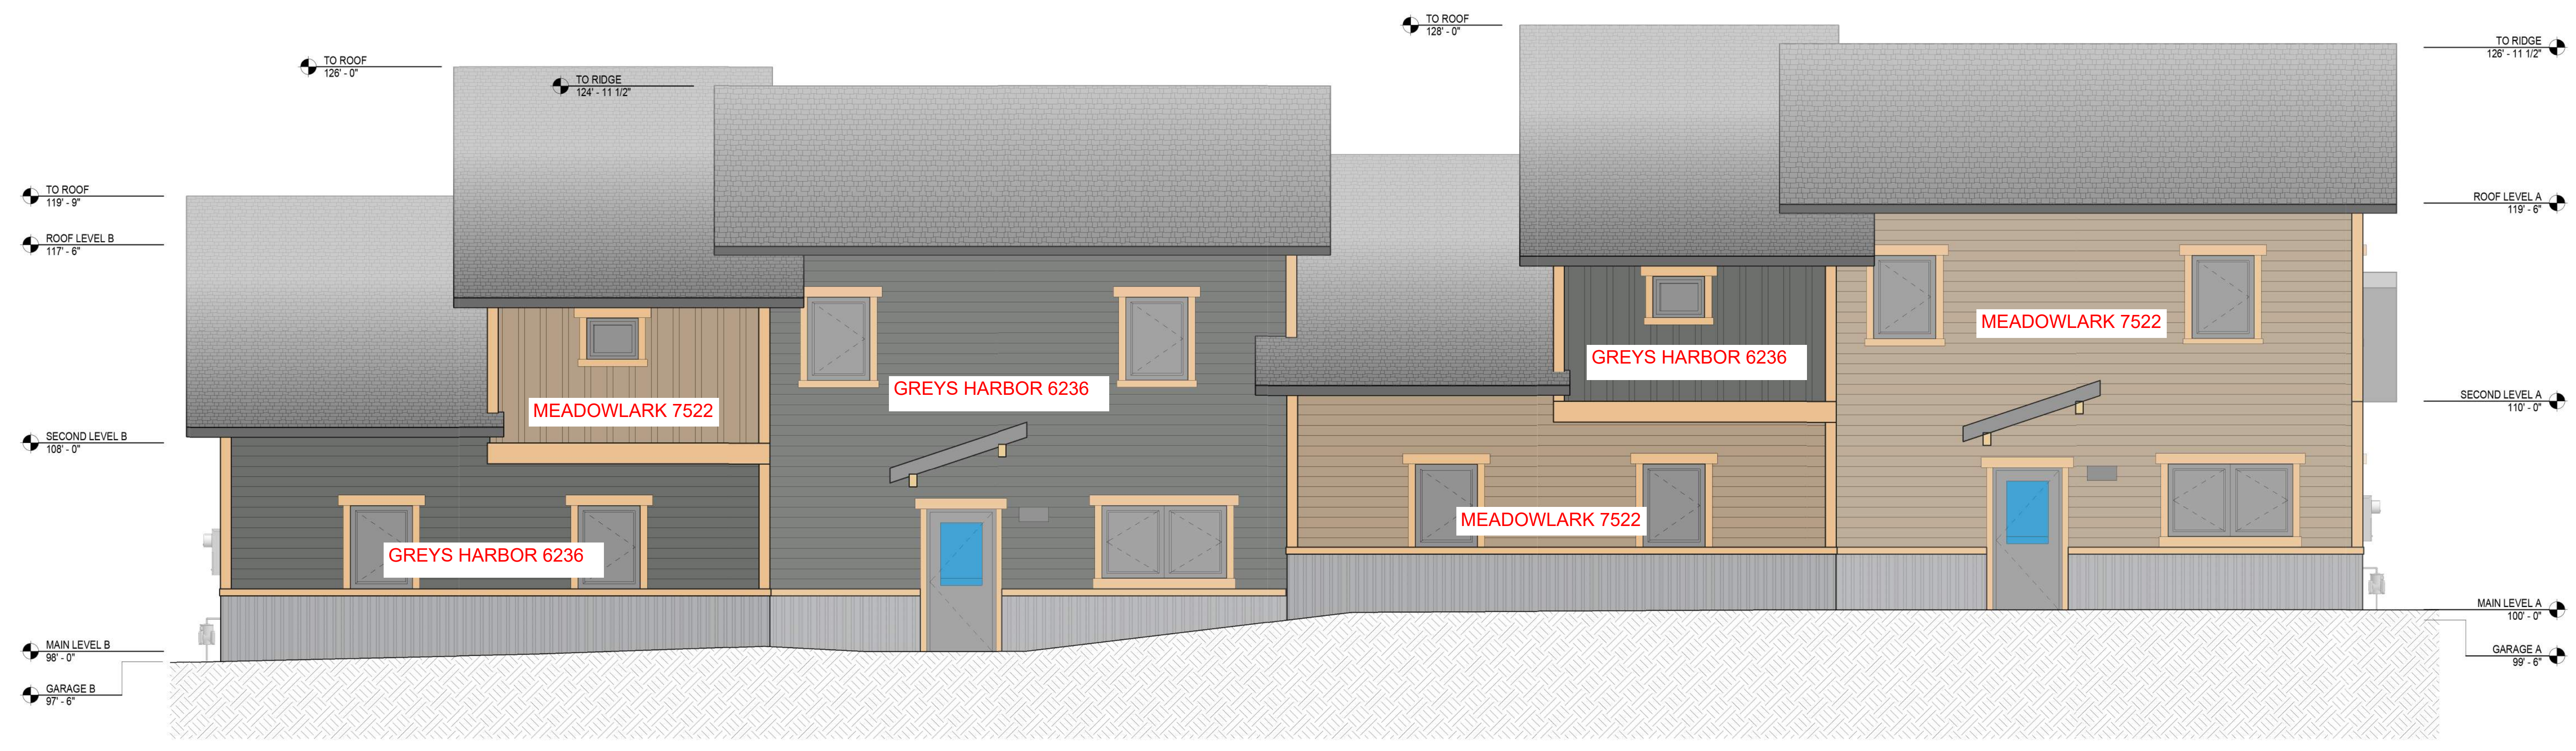 TO ROOF
126' - 0"
TO RIDGE
124' - 11 1/2"
TO ROOF
128' - 0"
TO RIDGE
126' - 11 1/2"
TO ROOF
119' - 9"
ROOF LEVEL B
117' - 6"
ROOF LEVEL A
119' - 6"
MEADOWLARK 7522
GREYS HARBOR 6236
GREYS HARBOR 6236
MEADOWLARK 7522
SECOND LEVEL B
108' - 0"
SECOND LEVEL A
110' - 0"
MEADOWLARK 7522
GREYS HARBOR 6236
MAIN LEVEL B
98' - 0"
GARAGE B
97' - 6"
MAIN LEVEL A
100' - 0"
GARAGE A
99' - 6"